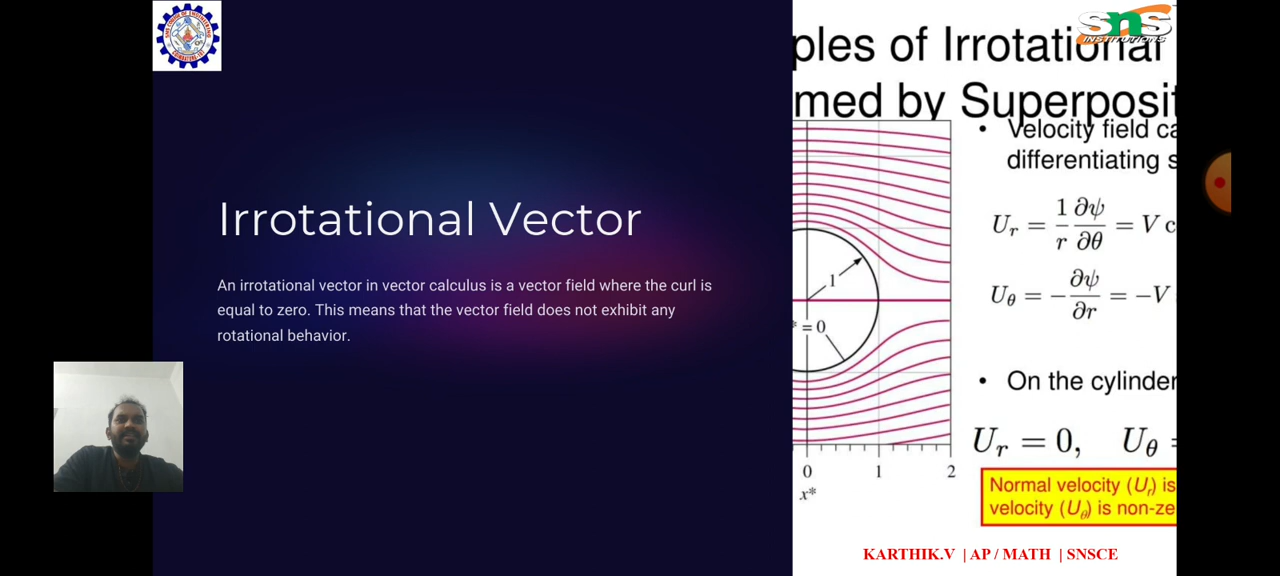 SNS
INSTITUTIONS
ples of Irrotational
med by Superposit
Irrotational Vector
An irrotational vector in vector calculus is a vector field where the curl is
equal to zero. This means that the vector field does not exhibit any
rotational behavior.
• Velocity field ca
differentiating s
U_r = 1/r ∂ψ/∂θ = V c
U_θ = −∂ψ/∂r = −V
1
* = 0
0 1 2
x*
• On the cylinder
U_r = 0, U_θ =
Normal velocity (U_r) is
velocity (U_θ) is non-ze
KARTHIK.V | AP / MATH | SNSCE